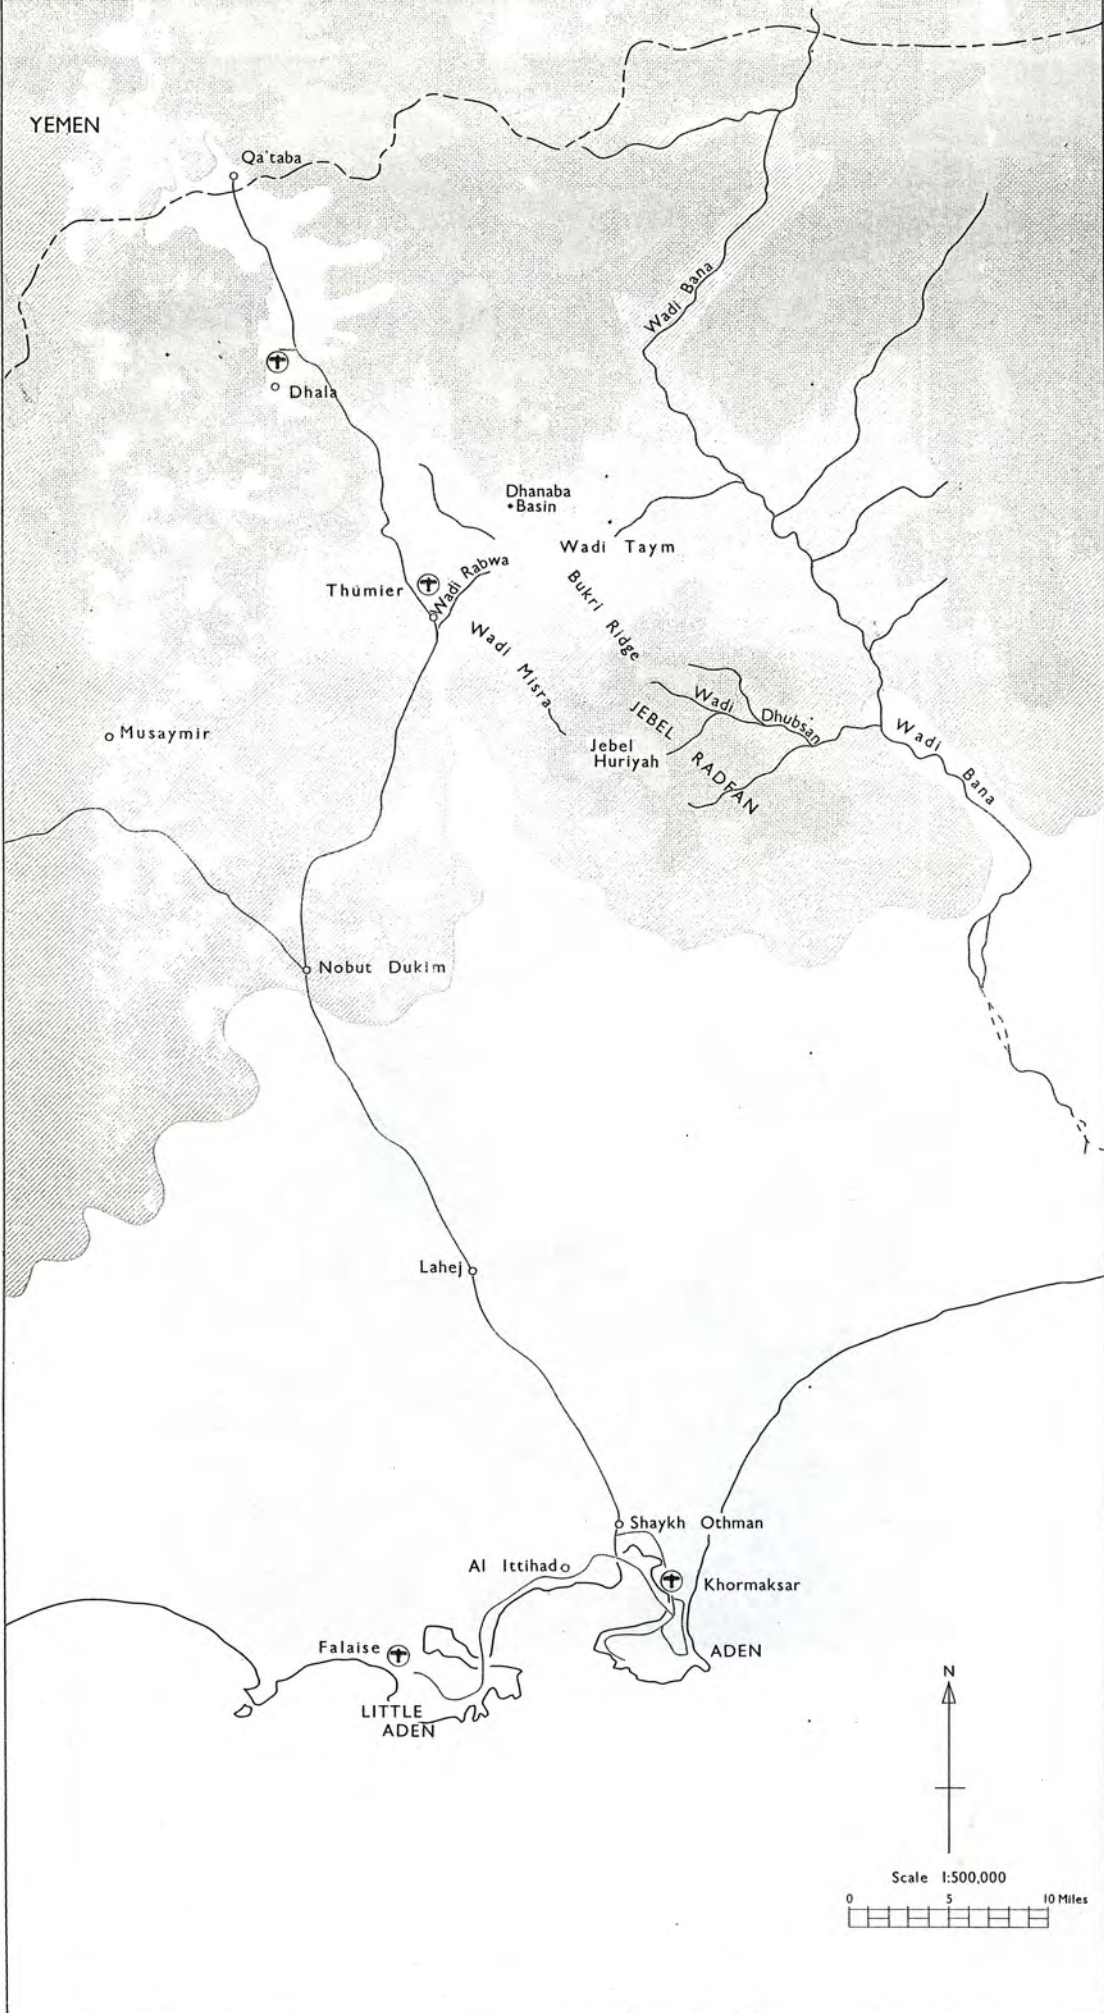 YEMEN
Qa'taba
Wadi Bana
Dhala
Dhanaba
Basin
Wadi Taym
Wadi Rabwa
Thumier
Bukri Ridge
Wadi Misra
Wadi Dhubsan
JEBEL RADFAN
Jebel
Huriyah
Musaymir
Wadi Bana
Nobut Dukim
Lahej
Shaykh Othman
Al Ittihad
Khormaksar
Falaise
ADEN
LITTLE
ADEN
N
Scale 1:500,000
0 5 10 Miles